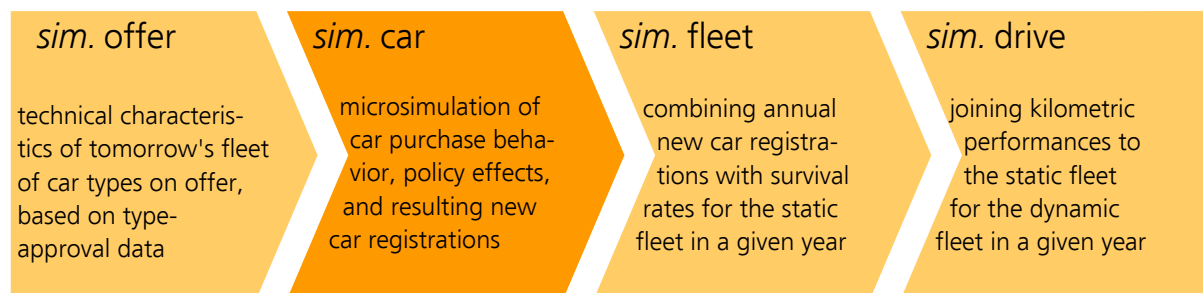 sim. offer
technical characteris-
tics of tomorrow's fleet
of car types on offer,
based on type-
approval data
sim. car
microsimulation of
car purchase beha-
vior, policy effects,
and resulting new
car registrations
sim. fleet
combining annual
new car registra-
tions with survival
rates for the static
fleet in a given year
sim. drive
joining kilometric
performances to
the static fleet
for the dynamic
fleet in a given year